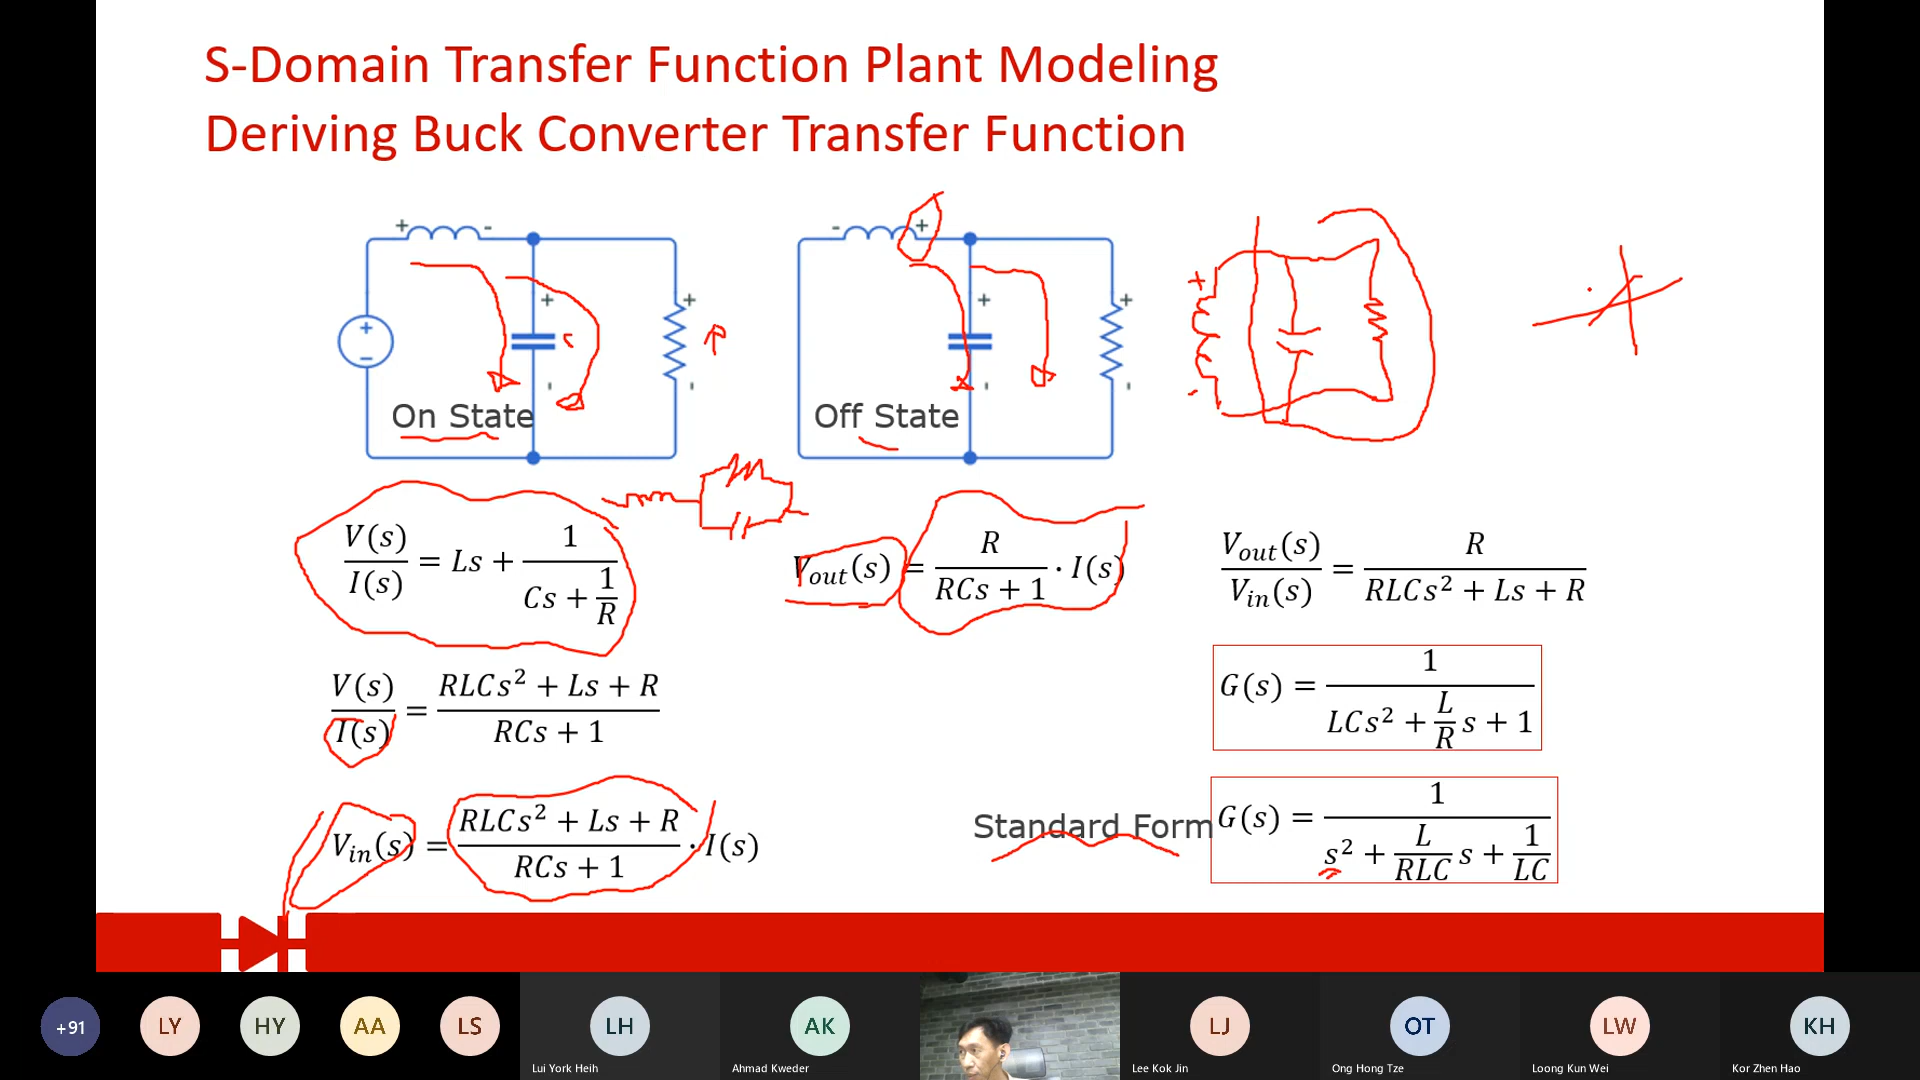 S-Domain Transfer Function Plant Modeling
Deriving Buck Converter Transfer Function
+ -
- +
+ + + +
+ −
- - - -
On State
Off State
+
-
V(s)/I(s) = Ls + 1/(Cs + 1/R)
V_out(s) = R/(RCs + 1) · I(s)
V_out(s)/V_in(s) = R/(RLCs² + Ls + R)
V(s)/I(s) = (RLCs² + Ls + R)/(RCs + 1)
G(s) = 1/(LCs² + (L/R)s + 1)
V_in(s) = (RLCs² + Ls + R)/(RCs + 1) · I(s)
Standard Form G(s) = 1/(s² + (L/RLC)s + 1/LC)
+91
LY
HY
AA
LS
LH
AK
LJ
OT
LW
KH
Lui York Heih
Ahmad Kweder
Lee Kok Jin
Ong Hong Tze
Loong Kun Wei
Kor Zhen Hao